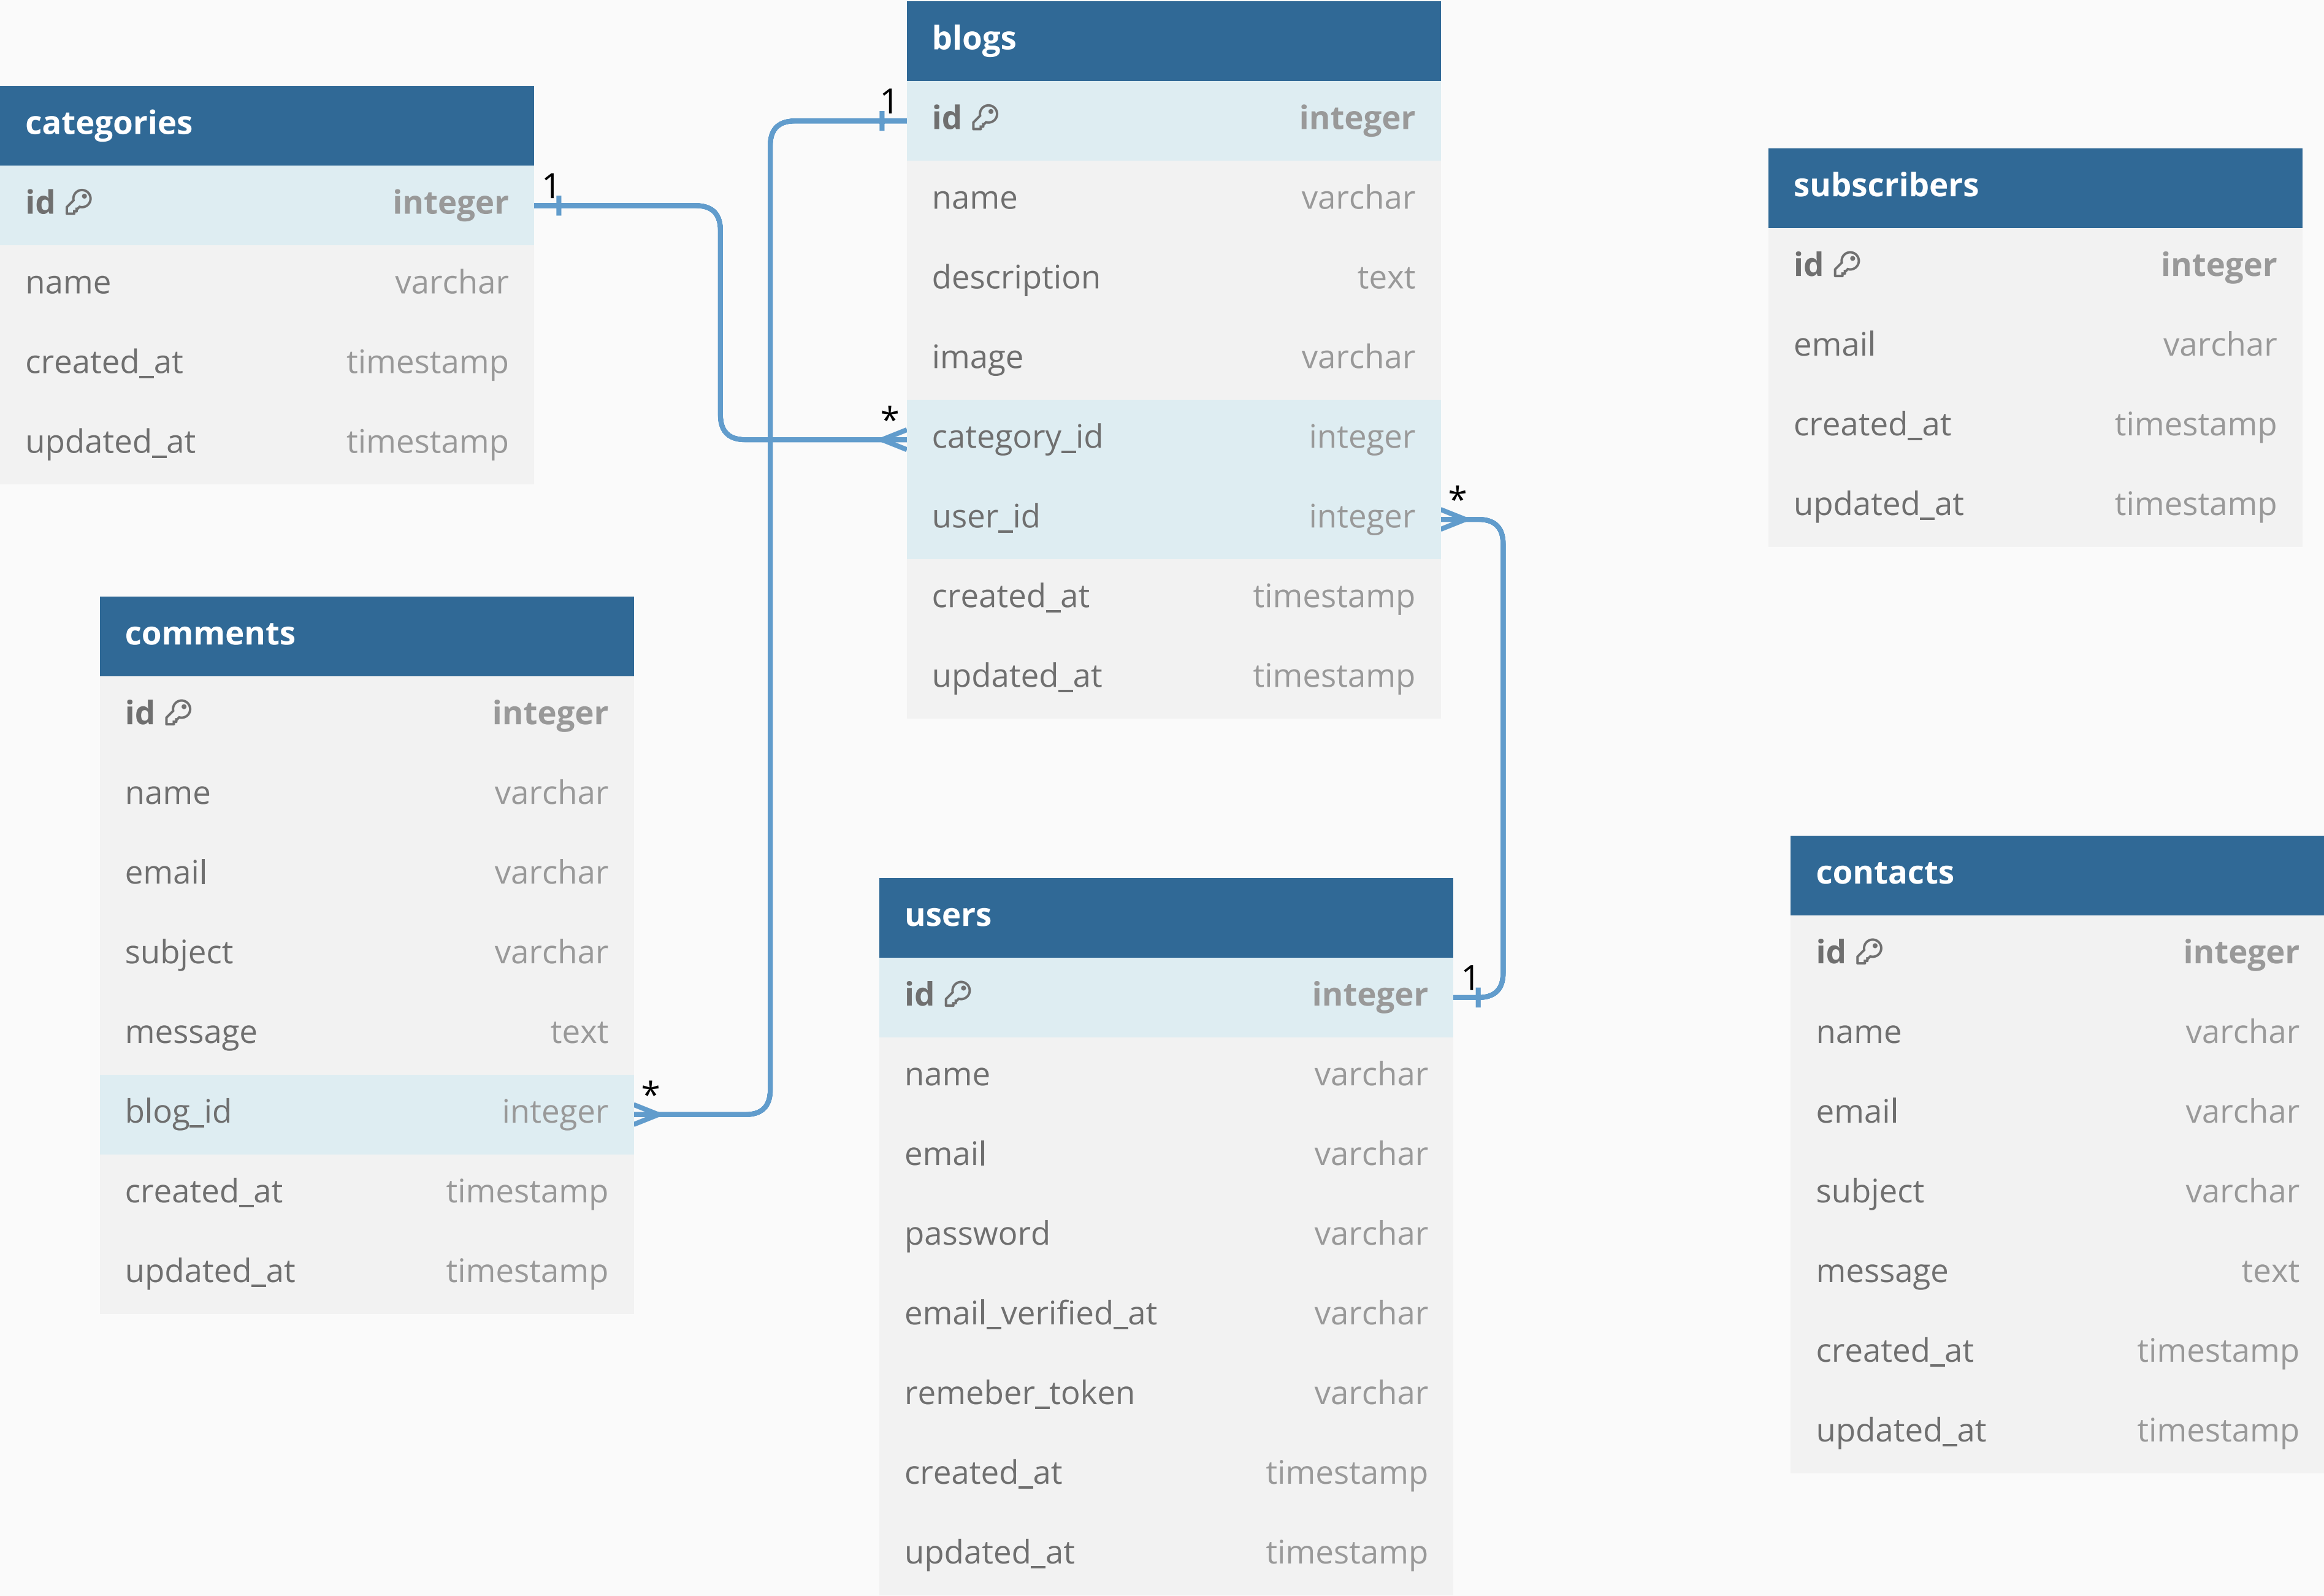 categories
id integer
name varchar
created_at timestamp
updated_at timestamp
1
blogs
1
id integer
name varchar
description text
image varchar
*
category_id integer
user_id integer
*
created_at timestamp
updated_at timestamp
subscribers
id integer
email varchar
created_at timestamp
updated_at timestamp
comments
id integer
name varchar
email varchar
subject varchar
message text
blog_id integer
*
created_at timestamp
updated_at timestamp
users
id integer
1
name varchar
email varchar
password varchar
email_verified_at varchar
remeber_token varchar
created_at timestamp
updated_at timestamp
contacts
id integer
name varchar
email varchar
subject varchar
message text
created_at timestamp
updated_at timestamp